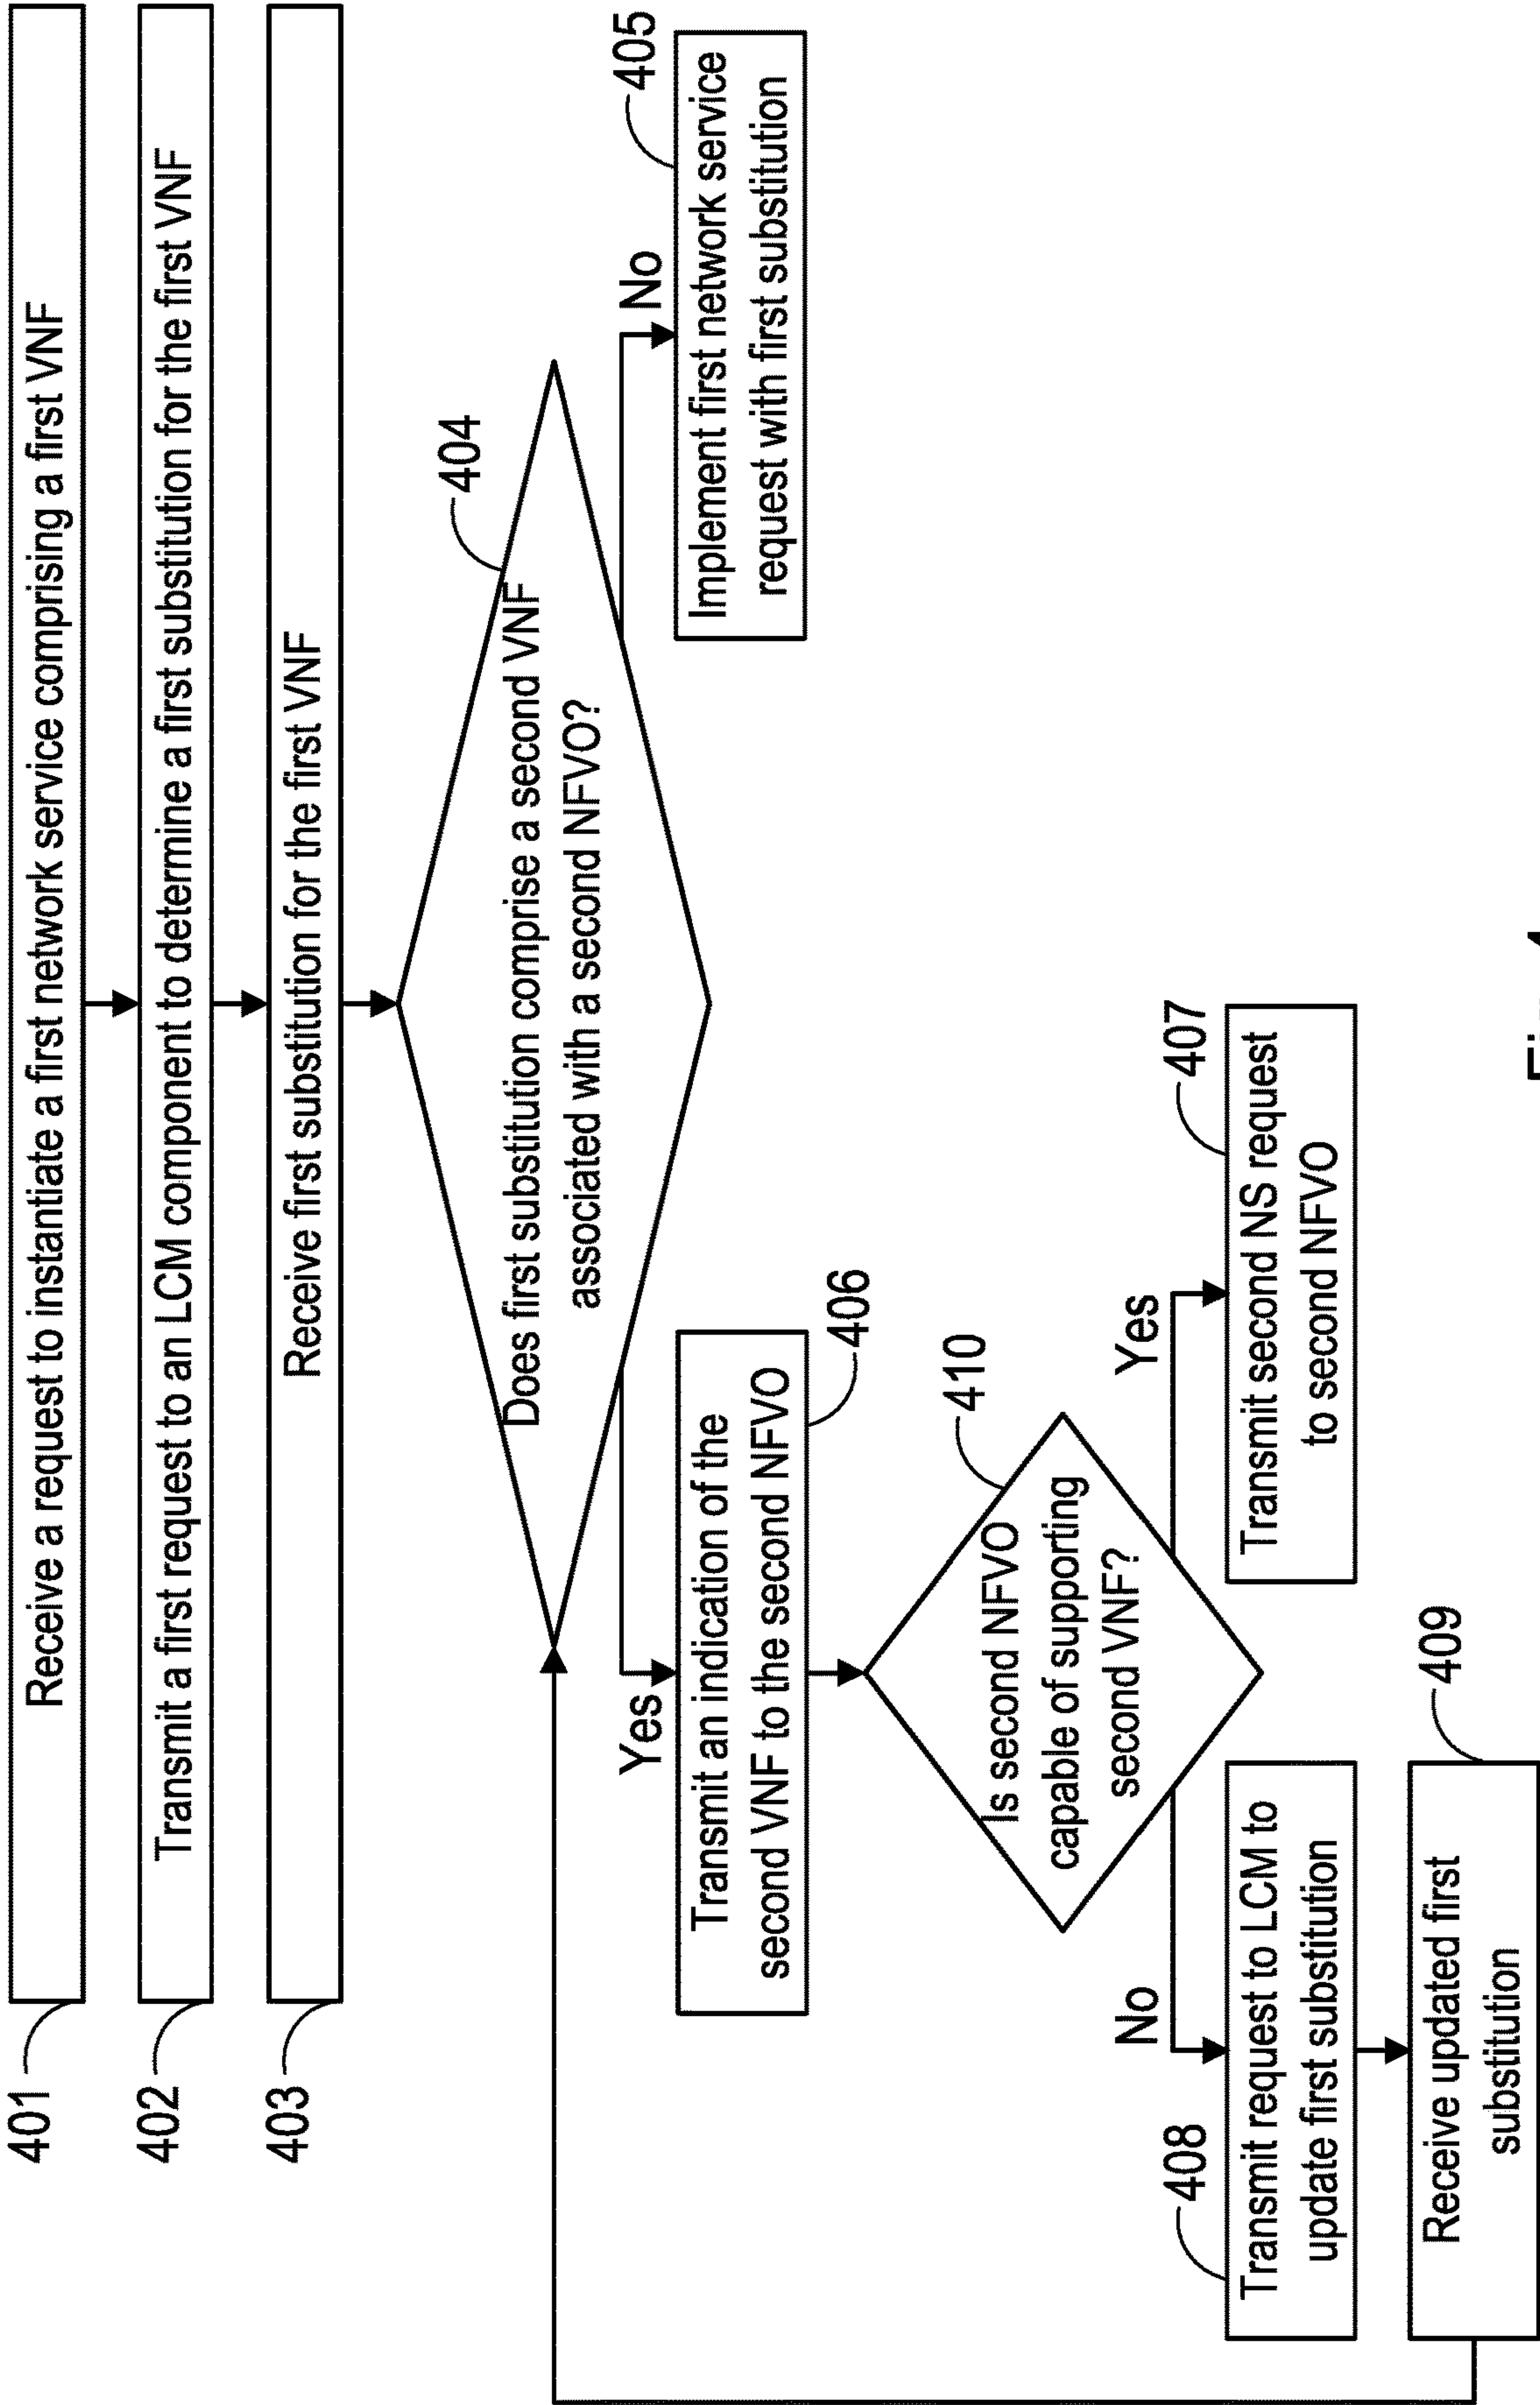 401
Receive a request to instantiate a first network service comprising a first VNF
402
Transmit a first request to an LCM component to determine a first substitution for the first VNF
403
Receive first substitution for the first VNF
404
Does first substitution comprise a second VNF
associated with a second NFVO?
Yes
No
405
Implement first network service
request with first substitution
Transmit an indication of the
second VNF to the second NFVO
406
410
Is second NFVO
capable of supporting
second VNF?
No
Yes
408
Transmit request to LCM to
update first substitution
407
Transmit second NS request
to second NFVO
409
Receive updated first
substitution